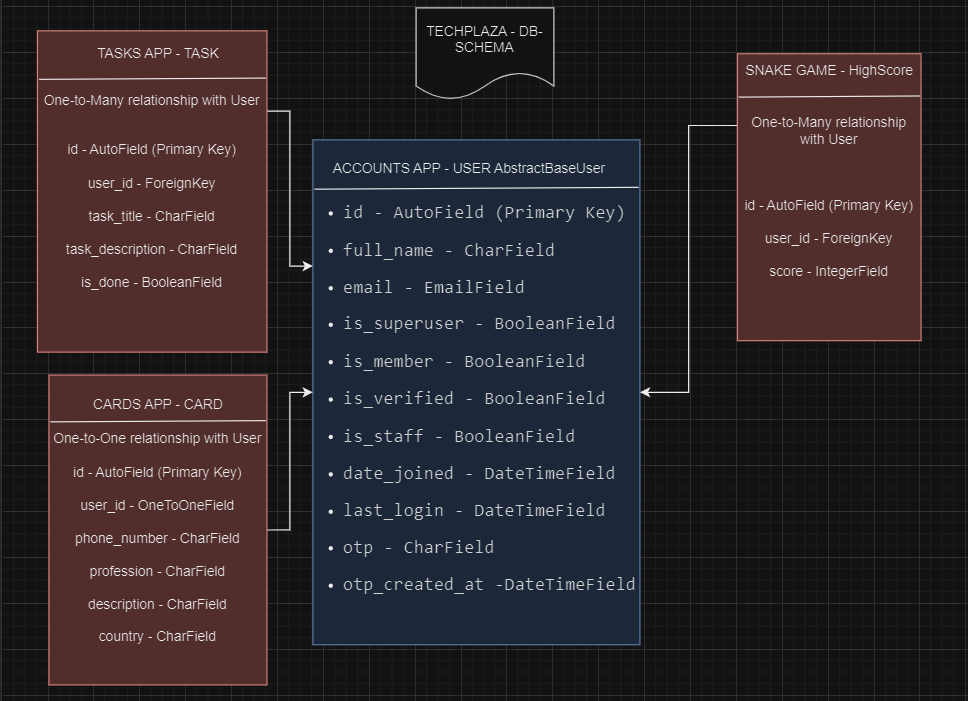 TECHPLAZA - DB-
SCHEMA
TASKS APP - TASK
One-to-Many relationship with User
id - AutoField (Primary Key)
user_id - ForeignKey
task_title - CharField
task_description - CharField
is_done - BooleanField
CARDS APP - CARD
One-to-One relationship with User
id - AutoField (Primary Key)
user_id - OneToOneField
phone_number - CharField
profession - CharField
description - CharField
country - CharField
ACCOUNTS APP - USER AbstractBaseUser
• id - AutoField (Primary Key)
• full_name - CharField
• email - EmailField
• is_superuser - BooleanField
• is_member - BooleanField
• is_verified - BooleanField
• is_staff - BooleanField
• date_joined - DateTimeField
• last_login - DateTimeField
• otp - CharField
• otp_created_at -DateTimeField
SNAKE GAME - HighScore
One-to-Many relationship
with User
id - AutoField (Primary Key)
user_id - ForeignKey
score - IntegerField